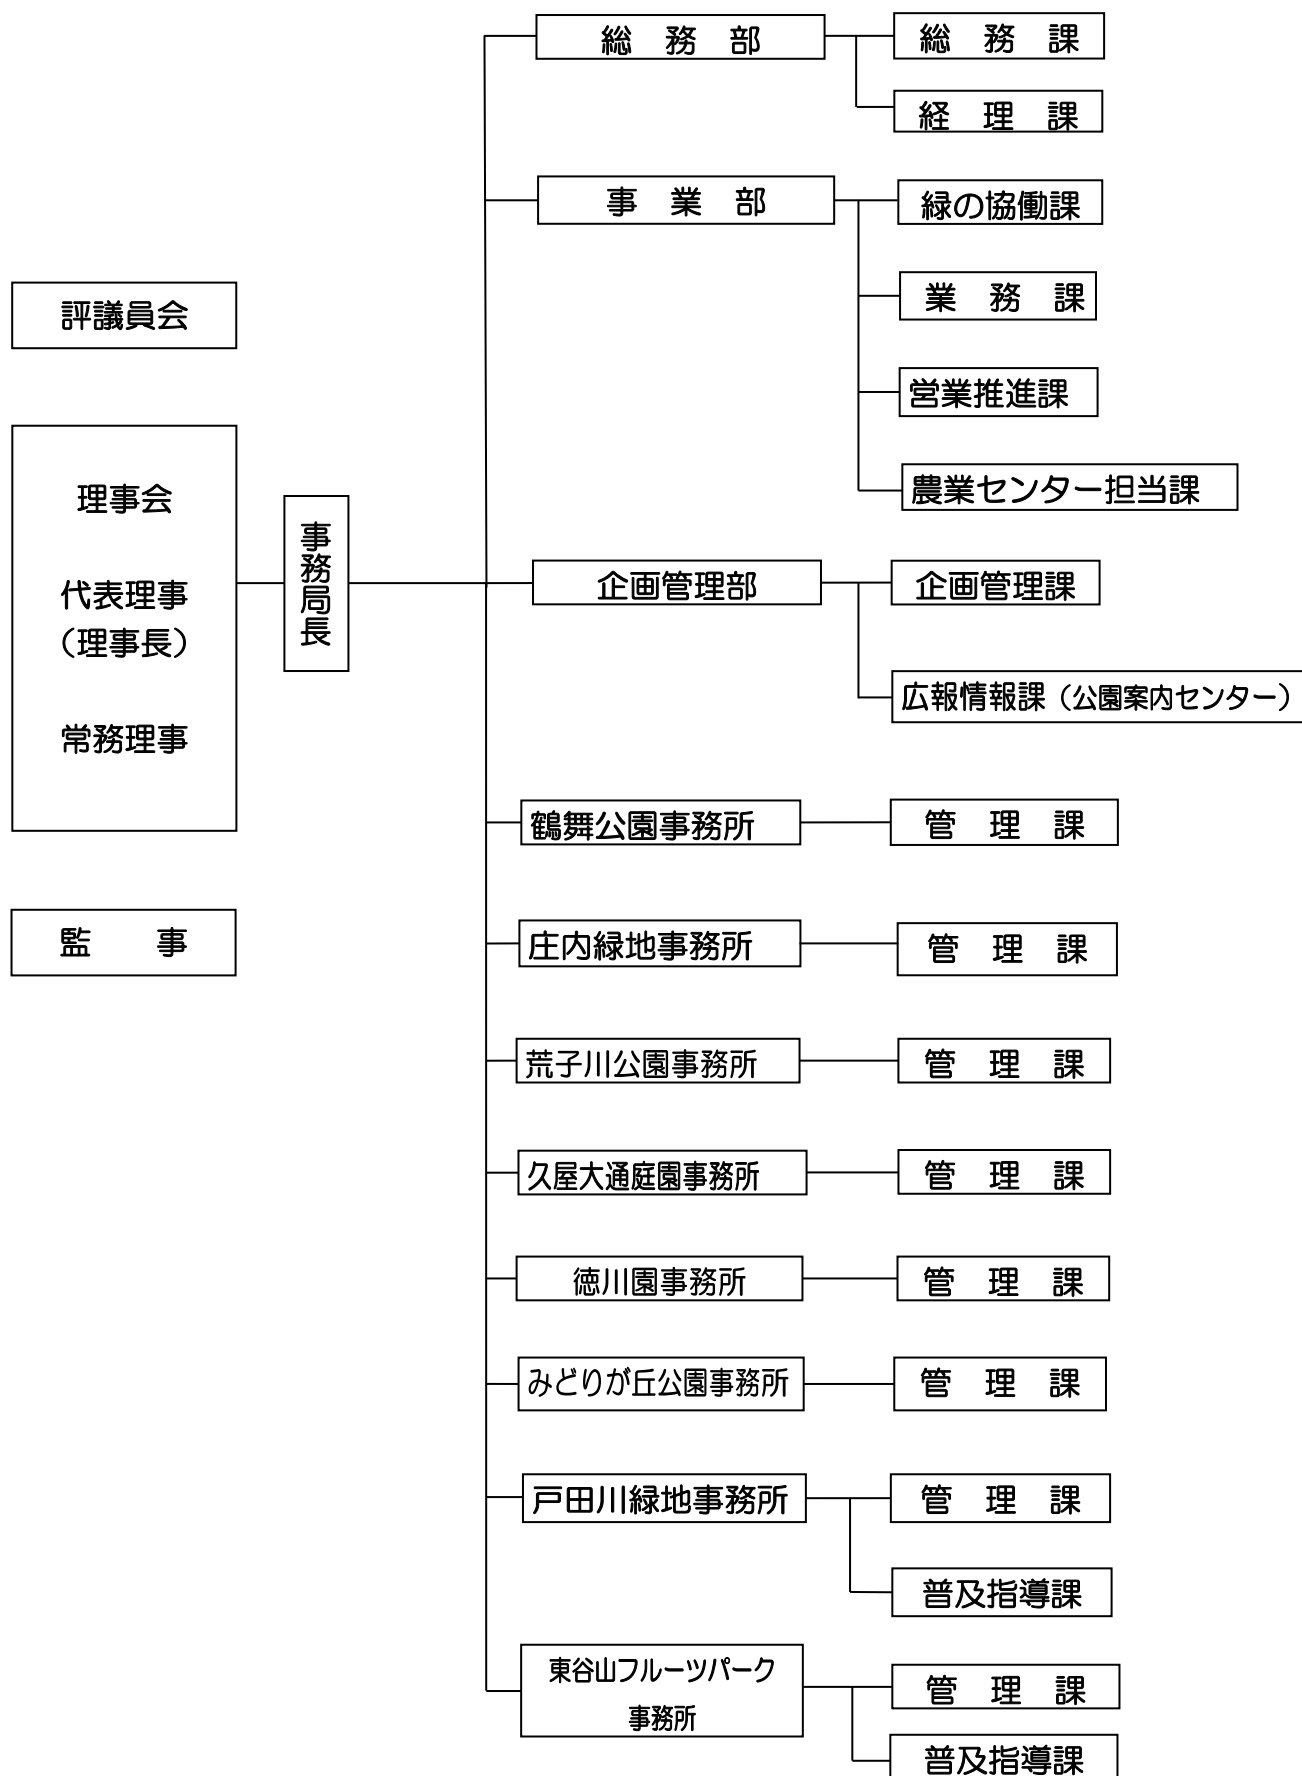 評議員会
理事会
代表理事
（理事長）
常務理事
監　　事
事務局長
総　務　部
総　務　課
経　理　課
事　業　部
緑の協働課
業　務　課
営業推進課
農業センター担当課
企画管理部
企画管理課
広報情報課（公園案内センター）
鶴舞公園事務所
管　理　課
庄内緑地事務所
管　理　課
荒子川公園事務所
管　理　課
久屋大通庭園事務所
管　理　課
徳川園事務所
管　理　課
みどりが丘公園事務所
管　理　課
戸田川緑地事務所
管　理　課
普及指導課
東谷山フルーツパーク
事務所
管　理　課
普及指導課